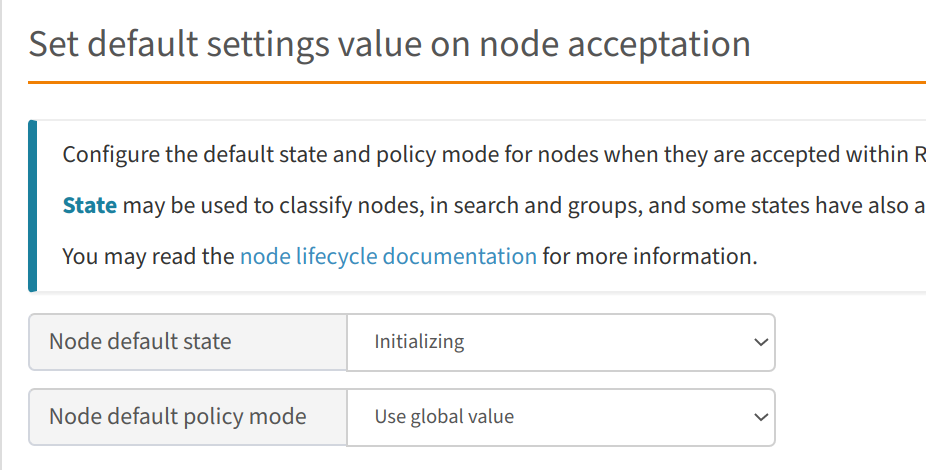 Set default settings value on node acceptation
Configure the default state and policy mode for nodes when they are accepted within R
State may be used to classify nodes, in search and groups, and some states have also a
You may read the node lifecycle documentation for more information.
Node default state
Initializing
Node default policy mode
Use global value